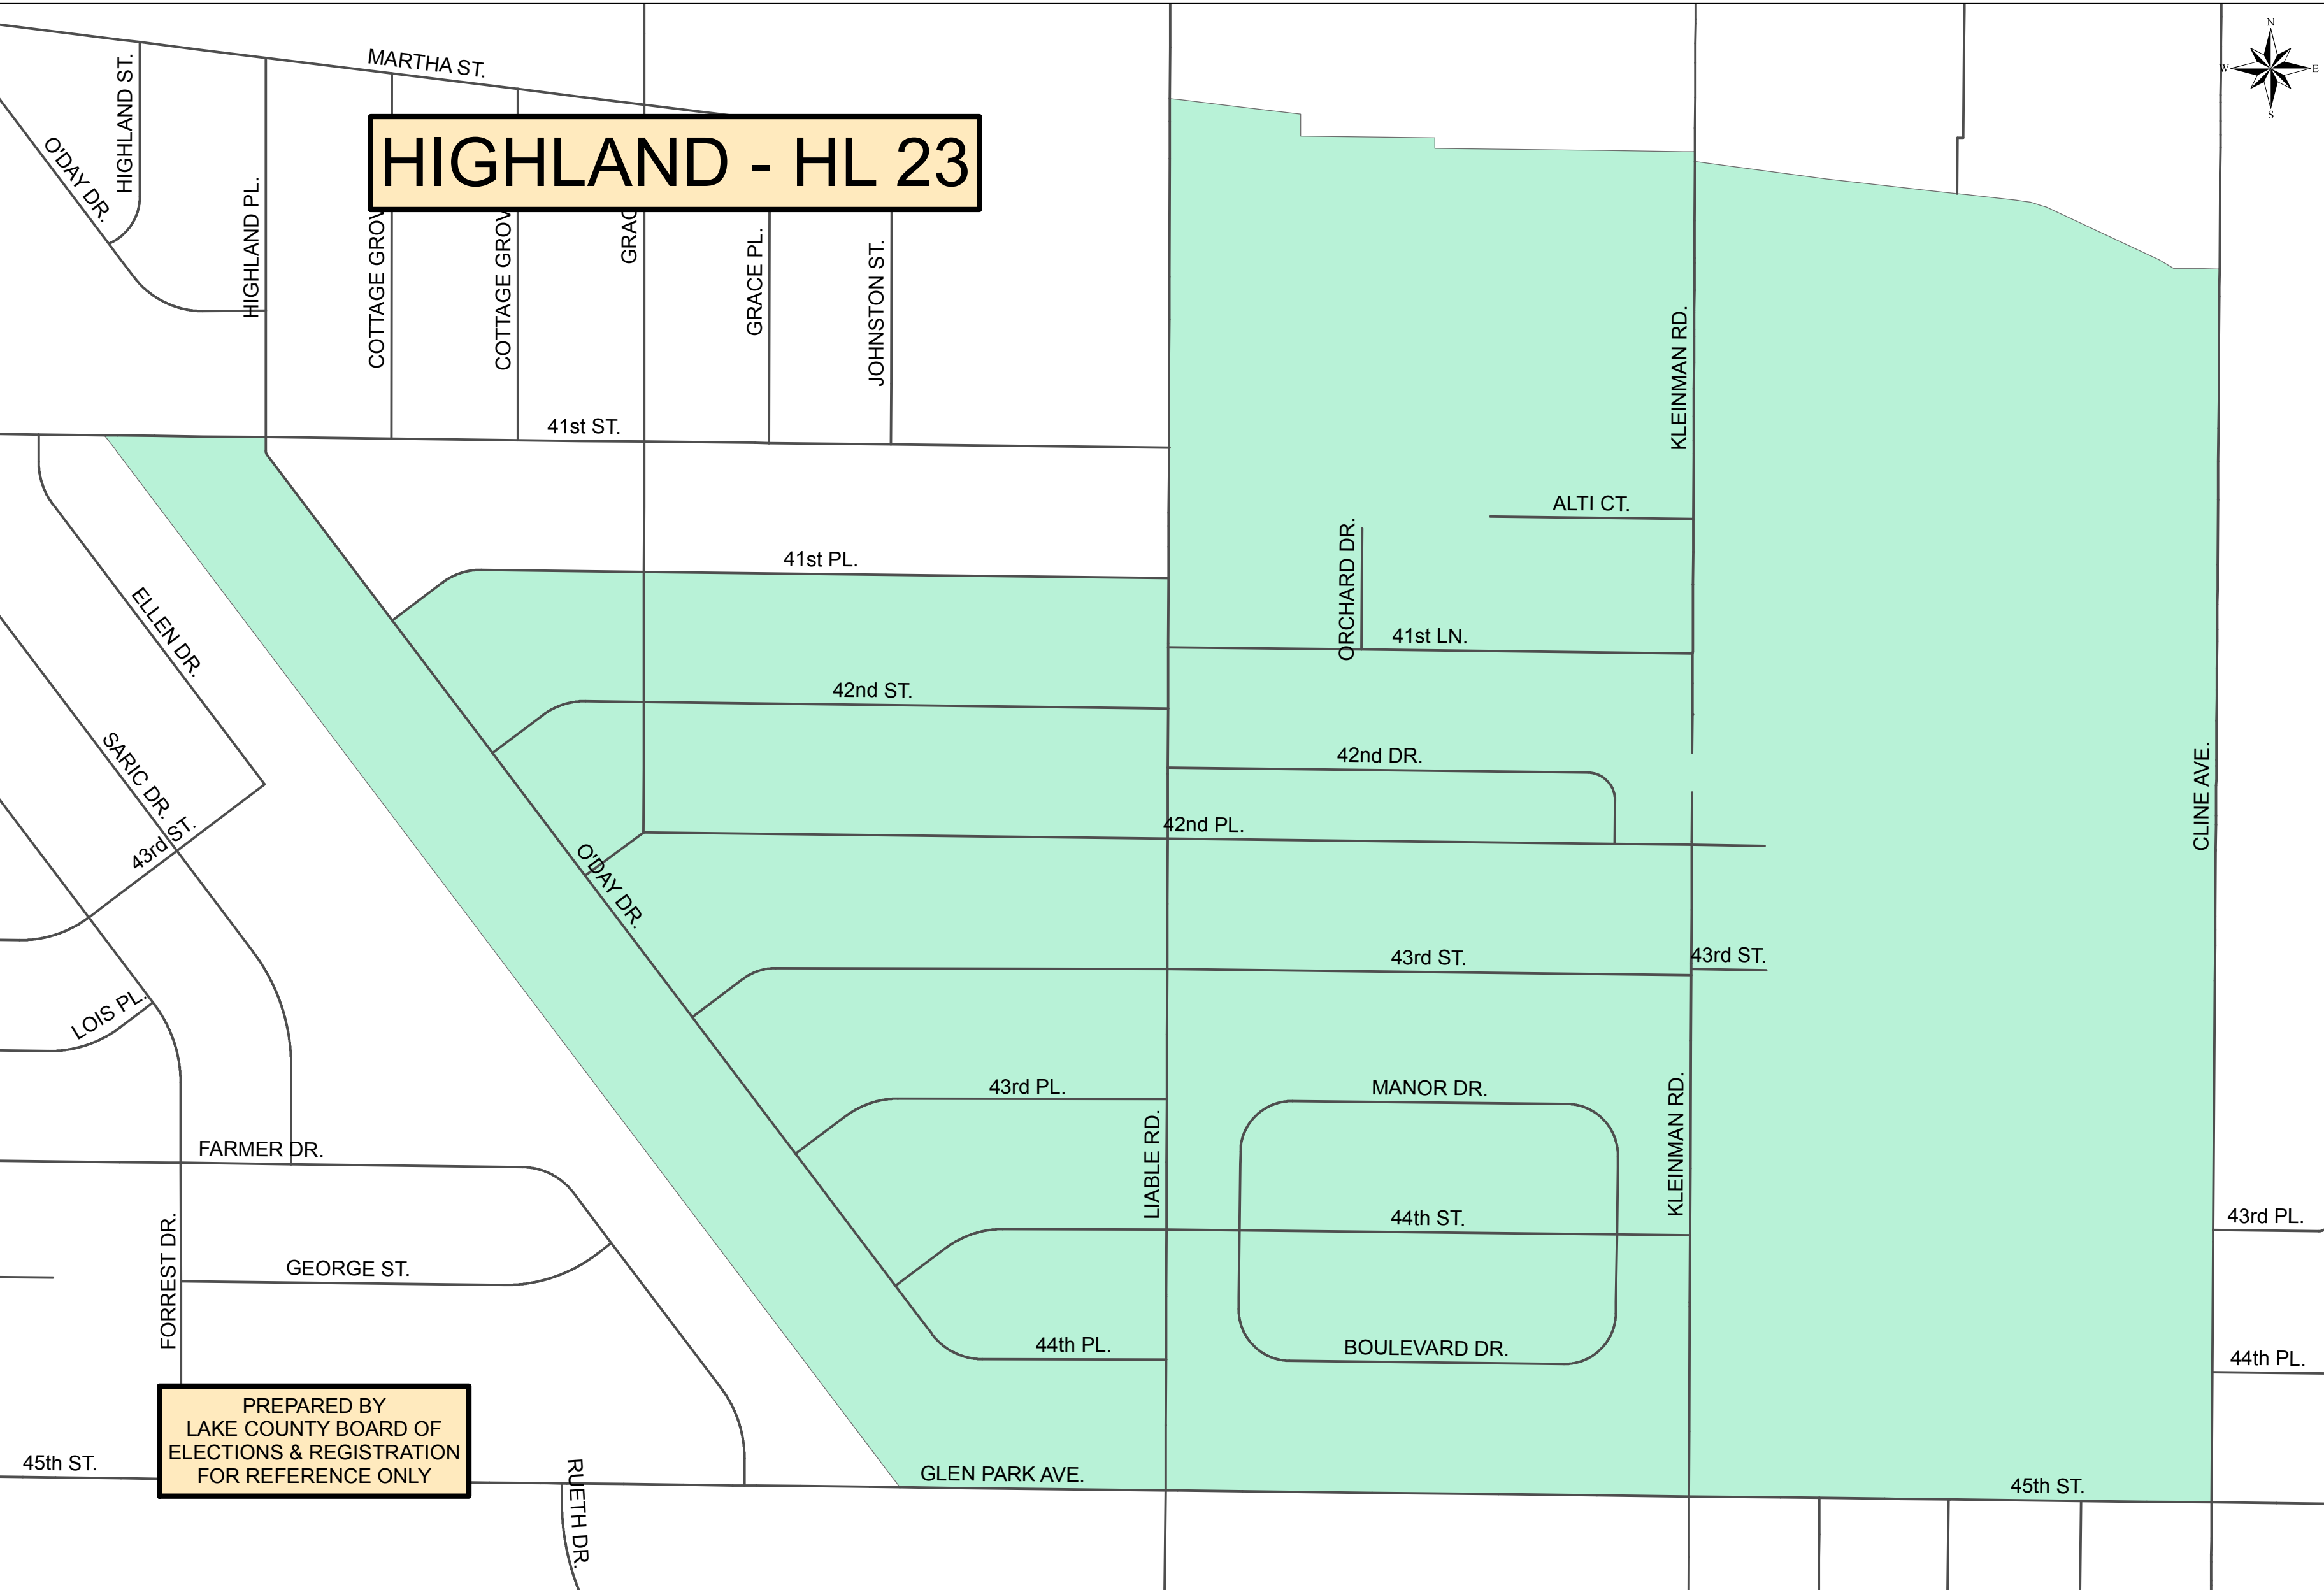 N
W
E
S
MARTHA ST.
HIGHLAND ST.
O'DAY DR.
HIGHLAND PL.
HIGHLAND - HL 23
COTTAGE GROV
COTTAGE GROV
GRAC
GRACE PL.
JOHNSTON ST.
KLEINMAN RD.
41st ST.
ALTI CT.
ORCHARD DR.
41st PL.
41st LN.
ELLEN DR.
42nd ST.
SARIC DR.
43rd ST.
42nd DR.
CLINE AVE.
42nd PL.
O'DAY DR.
43rd ST.
43rd ST.
LOIS PL.
43rd PL.
MANOR DR.
LIABLE RD.
KLEINMAN RD.
FARMER DR.
44th ST.
43rd PL.
FORREST DR.
GEORGE ST.
44th PL.
BOULEVARD DR.
44th PL.
PREPARED BY
LAKE COUNTY BOARD OF
ELECTIONS & REGISTRATION
FOR REFERENCE ONLY
45th ST.
RUETH DR.
GLEN PARK AVE.
45th ST.